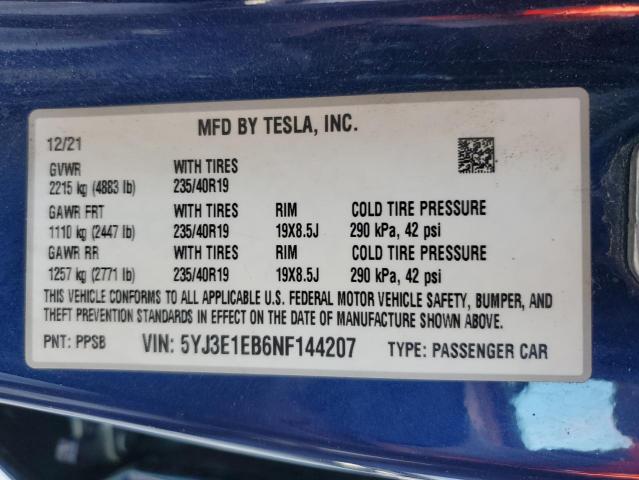 MFD BY TESLA, INC.
12/21
GVWR WITH TIRES
2215 kg (4883 lb) 235/40R19
GAWR FRT WITH TIRES RIM COLD TIRE PRESSURE
1110 kg (2447 lb) 235/40R19 19X8.5J 290 kPa, 42 psi
GAWR RR WITH TIRES RIM COLD TIRE PRESSURE
1257 kg (2771 lb) 235/40R19 19X8.5J 290 kPa, 42 psi
THIS VEHICLE CONFORMS TO ALL APPLICABLE U.S. FEDERAL MOTOR VEHICLE SAFETY, BUMPER, AND
THEFT PREVENTION STANDARDS IN EFFECT ON THE DATE OF MANUFACTURE SHOWN ABOVE.
PNT: PPSB VIN: 5YJ3E1EB6NF144207 TYPE: PASSENGER CAR